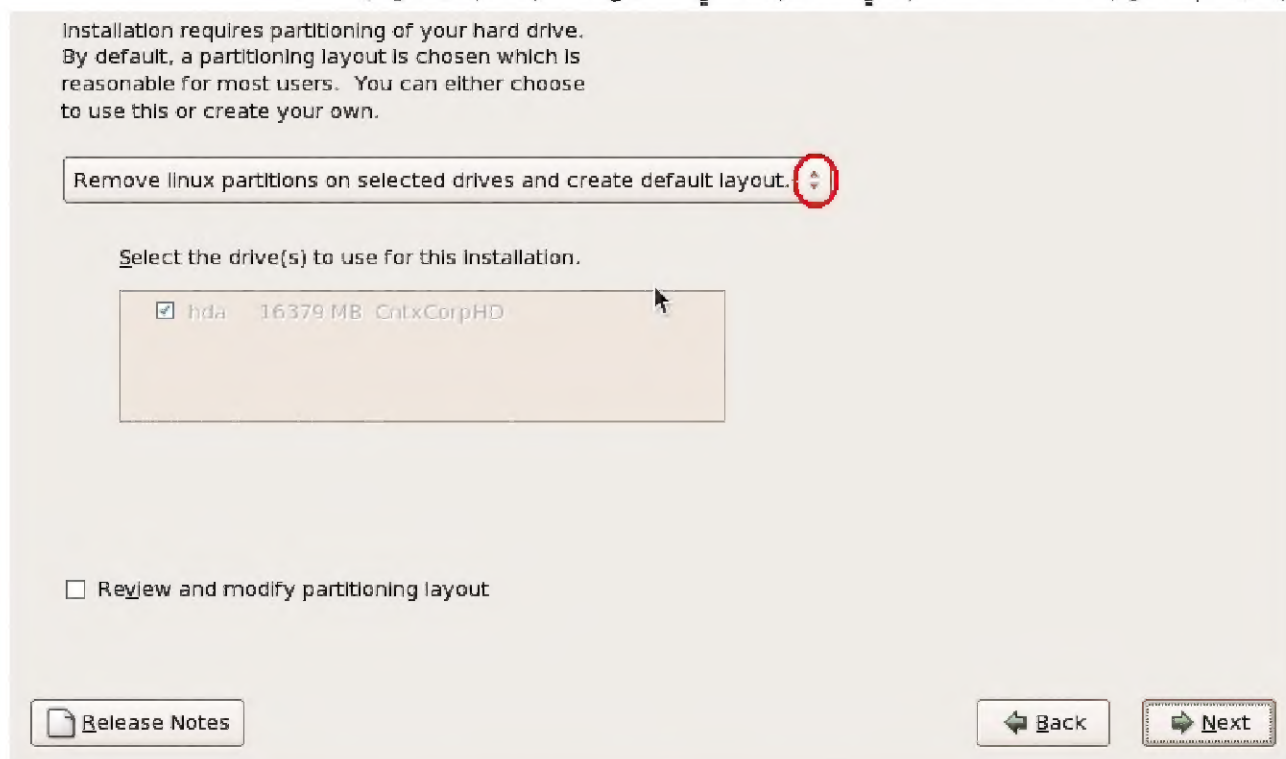 Installation requires partitioning of your hard drive.
By default, a partitioning layout is chosen which is
reasonable for most users. You can either choose
to use this or create your own.
Remove linux partitions on selected drives and create default layout.
Select the drive(s) to use for this installation.
hda 16379 MB CntxCorpHD
Review and modify partitioning layout
Release Notes
Back
Next